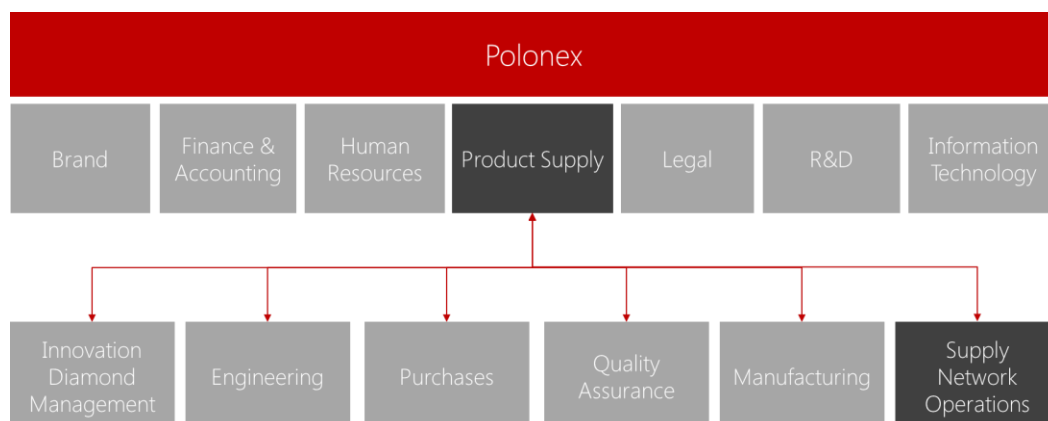 Polonex
Brand
Finance &
Accounting
Human
Resources
Product Supply
Legal
R&D
Information
Technology
Innovation
Diamond
Management
Engineering
Purchases
Quality
Assurance
Manufacturing
Supply
Network
Operations